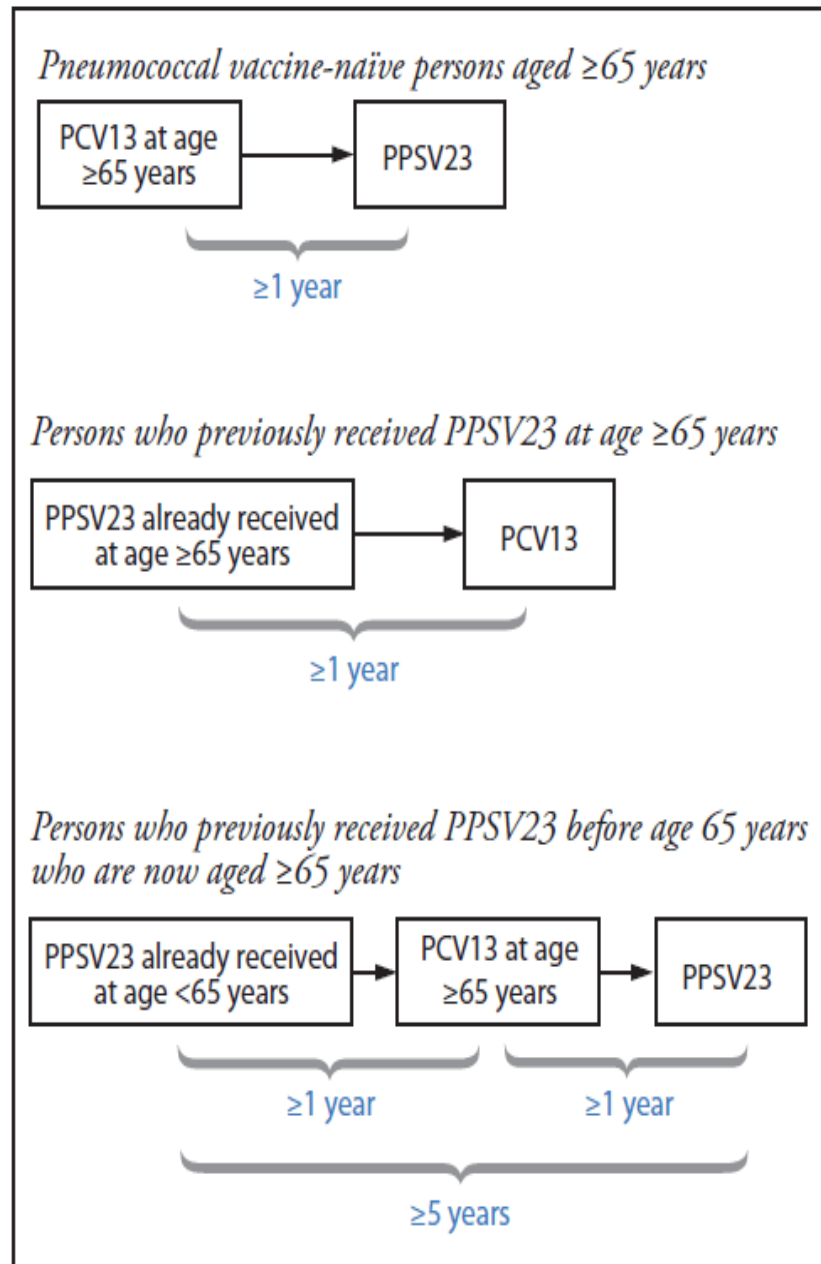 Pneumococcal vaccine-naïve persons aged ≥65 years
PCV13 at age
≥65 years
PPSV23
≥1 year
Persons who previously received PPSV23 at age ≥65 years
PPSV23 already received
at age ≥65 years
PCV13
≥1 year
Persons who previously received PPSV23 before age 65 years
who are now aged ≥65 years
PPSV23 already received
at age <65 years
PCV13 at age
≥65 years
PPSV23
≥1 year
≥1 year
≥5 years